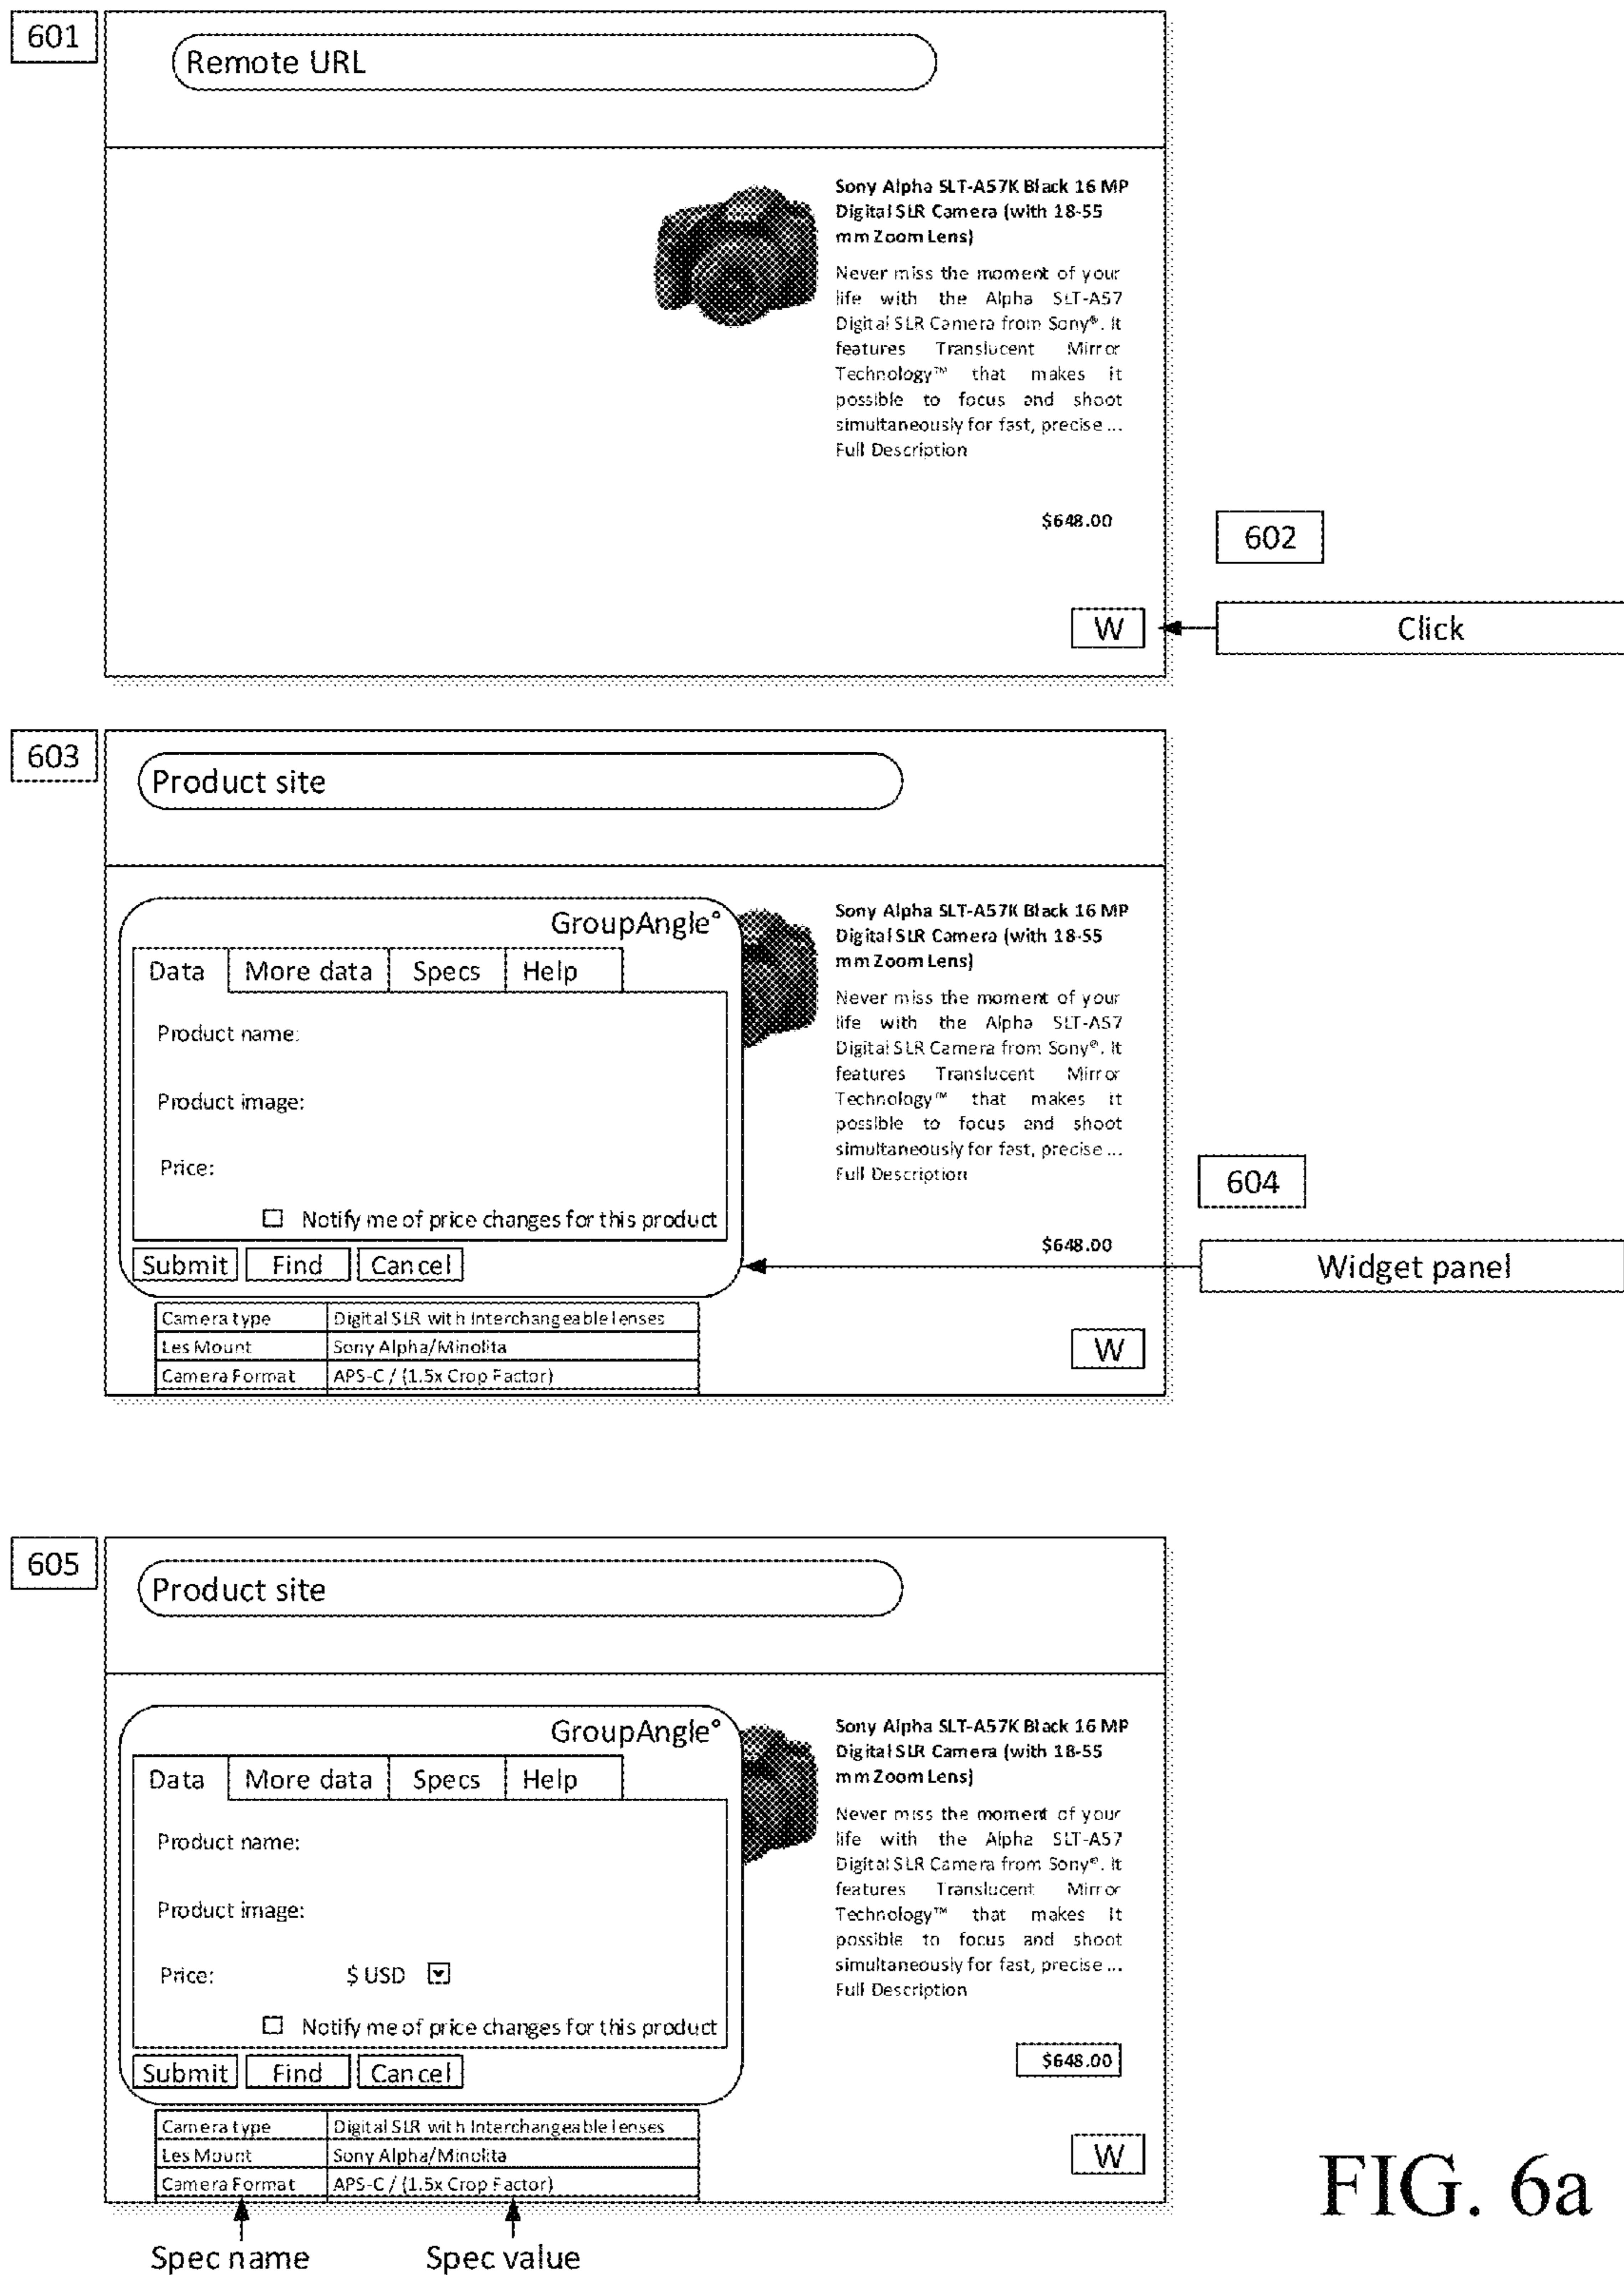 601
Remote URL
Sony Alpha SLT-A57K Black 16 MP
Digital SLR Camera (with 18-55
mm Zoom Lens)
Never miss the moment of your
life with the Alpha SLT-A57
Digital SLR Camera from Sony®. It
features Translucent Mirror
Technology™ that makes it
possible to focus and shoot
simultaneously for fast, precise ...
Full Description
$648.00
602
W
Click
603
Product site
GroupAngle°
Data More data Specs Help
Product name:
Product image:
Price:
Notify me of price changes for this product
Submit Find Cancel
Sony Alpha SLT-A57K Black 16 MP
Digital SLR Camera (with 18-55
mm Zoom Lens)
Never miss the moment of your
life with the Alpha SLT-A57
Digital SLR Camera from Sony®. It
features Translucent Mirror
Technology™ that makes it
possible to focus and shoot
simultaneously for fast, precise ...
Full Description
$648.00
604
Widget panel
Camera type Digital SLR with Interchangeable lenses
Les Mount Sony Alpha/Minolita
Camera Format APS-C / (1.5x Crop Factor)
W
605
Product site
GroupAngle°
Data More data Specs Help
Product name:
Product image:
Price: $ USD
Notify me of price changes for this product
Submit Find Cancel
Sony Alpha SLT-A57K Black 16 MP
Digital SLR Camera (with 18-55
mm Zoom Lens)
Never miss the moment of your
life with the Alpha SLT-A57
Digital SLR Camera from Sony®. It
features Translucent Mirror
Technology™ that makes it
possible to focus and shoot
simultaneously for fast, precise ...
Full Description
$648.00
Camera type Digital SLR with Interchangeable lenses
Les Mount Sony Alpha/Minolita
Camera Format APS-C / (1.5x Crop Factor)
W
Spec name Spec value
FIG. 6a